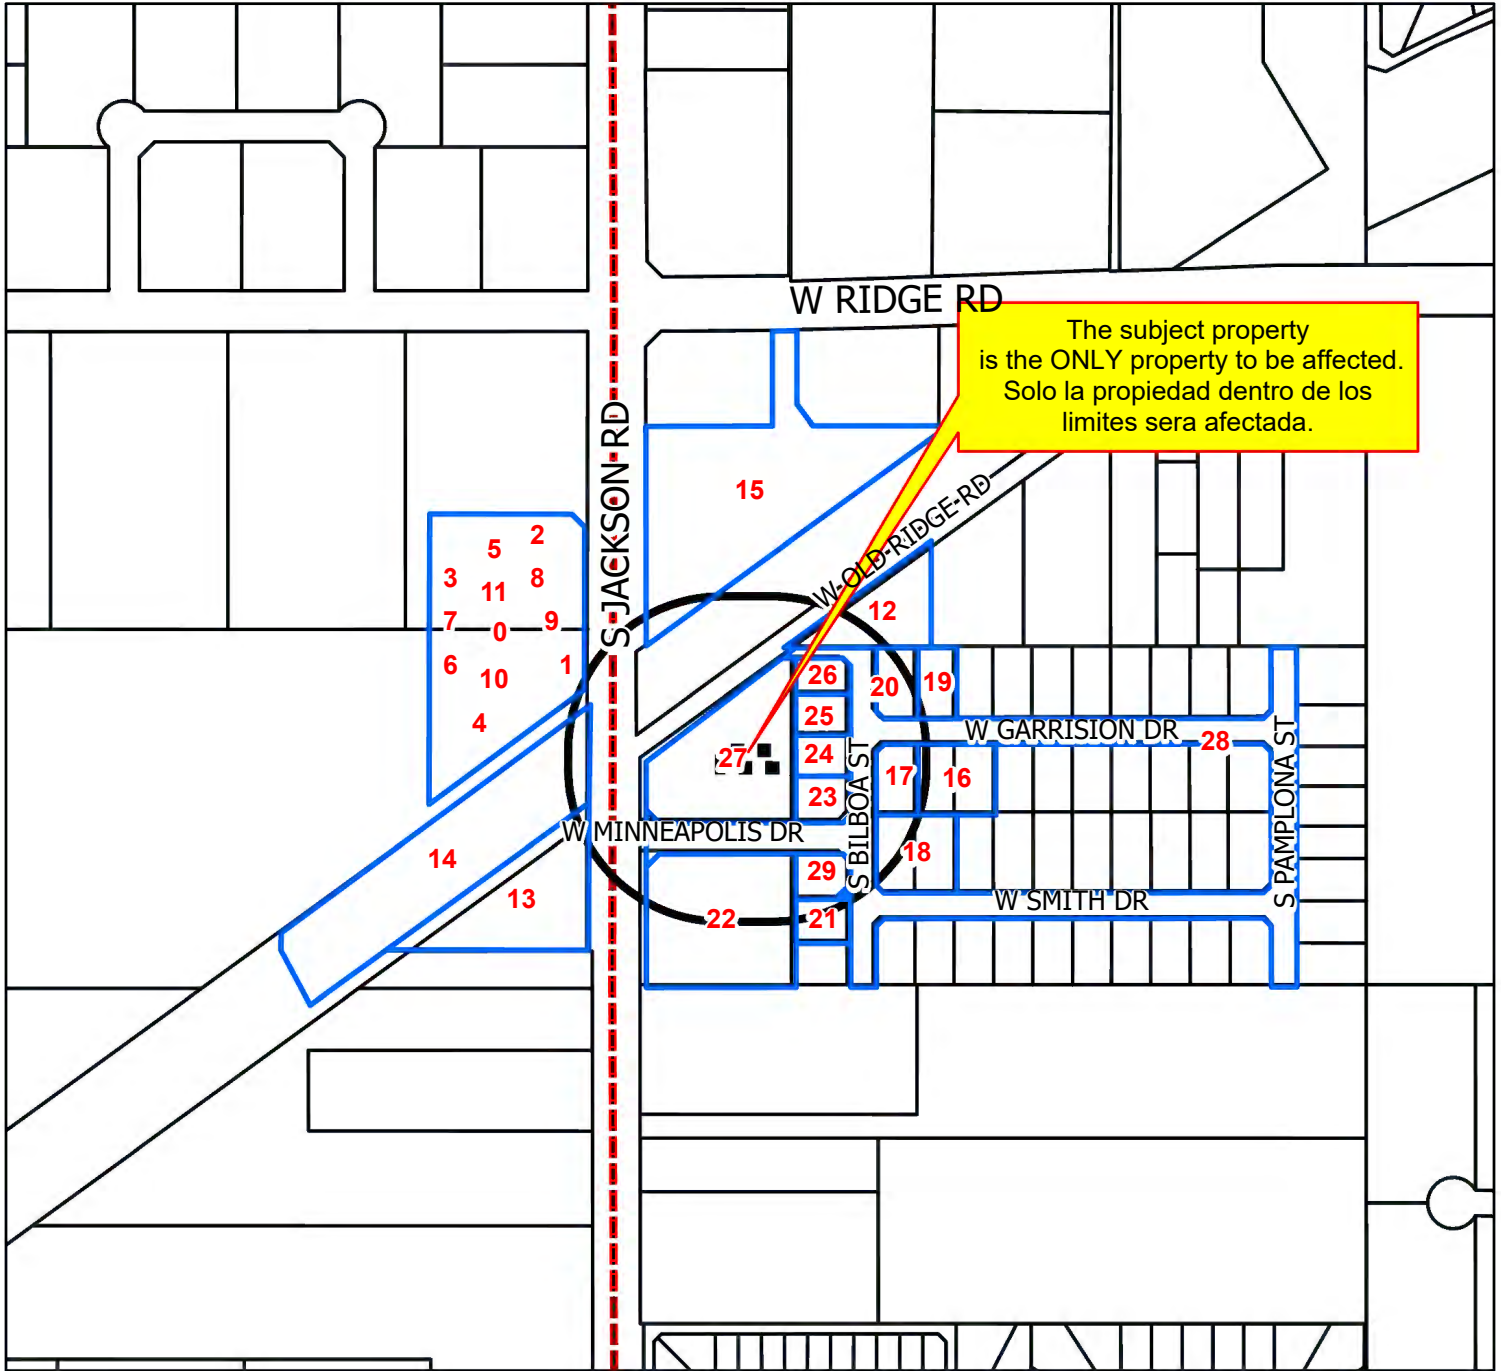 W RIDGE RD
The subject property
is the ONLY property to be affected.
Solo la propiedad dentro de los
limites sera afectada.
S JACKSON RD
W-OLD-RIDGE-RD
15
2
5
3
8
11
7
0
9
6
1
10
4
12
26
20
19
25
W GARRISION DR
28
S PAMPLONA ST
27
24
17
16
23
S BILBOA ST
W MINNEAPOLIS DR
14
29
18
13
22
21
W SMITH DR